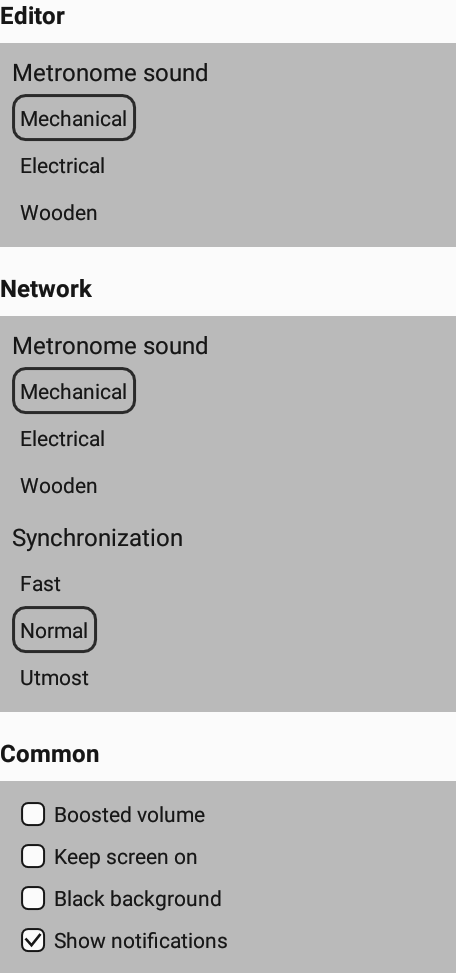 Editor
Metronome sound
Mechanical
Electrical
Wooden
Network
Metronome sound
Mechanical
Electrical
Wooden
Synchronization
Fast
Normal
Utmost
Common
Boosted volume
Keep screen on
Black background
Show notifications